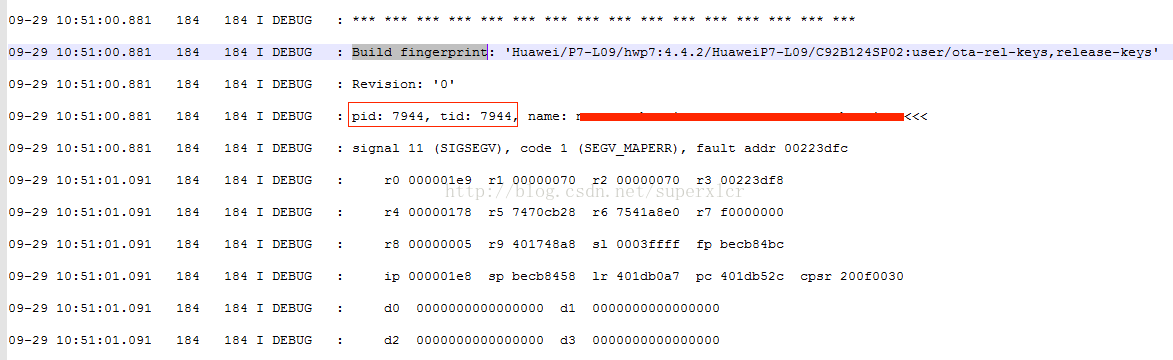 09-29 10:51:00.881   184   184 I DEBUG   : *** *** *** *** *** *** *** *** *** *** *** *** *** *** *** ***
09-29 10:51:00.881   184   184 I DEBUG   : Build fingerprint: 'Huawei/P7-L09/hwp7:4.4.2/HuaweiP7-L09/C92B124SP02:user/ota-rel-keys,release-keys'
09-29 10:51:00.881   184   184 I DEBUG   : Revision: '0'
09-29 10:51:00.881   184   184 I DEBUG   : pid: 7944, tid: 7944, name: <<<
09-29 10:51:00.881   184   184 I DEBUG   : signal 11 (SIGSEGV), code 1 (SEGV_MAPERR), fault addr 00223dfc
09-29 10:51:01.091   184   184 I DEBUG   :     r0 000001e9  r1 00000070  r2 00000070  r3 00223df8
http://blog.csdn.net/superxlcr
09-29 10:51:01.091   184   184 I DEBUG   :     r4 00000178  r5 7470cb28  r6 7541a8e0  r7 f0000000
09-29 10:51:01.091   184   184 I DEBUG   :     r8 00000005  r9 401748a8  sl 0003ffff  fp becb84bc
09-29 10:51:01.091   184   184 I DEBUG   :     ip 000001e8  sp becb8458  lr 401db0a7  pc 401db52c  cpsr 200f0030
09-29 10:51:01.091   184   184 I DEBUG   :     d0  0000000000000000  d1  0000000000000000
09-29 10:51:01.091   184   184 I DEBUG   :     d2  0000000000000000  d3  0000000000000000